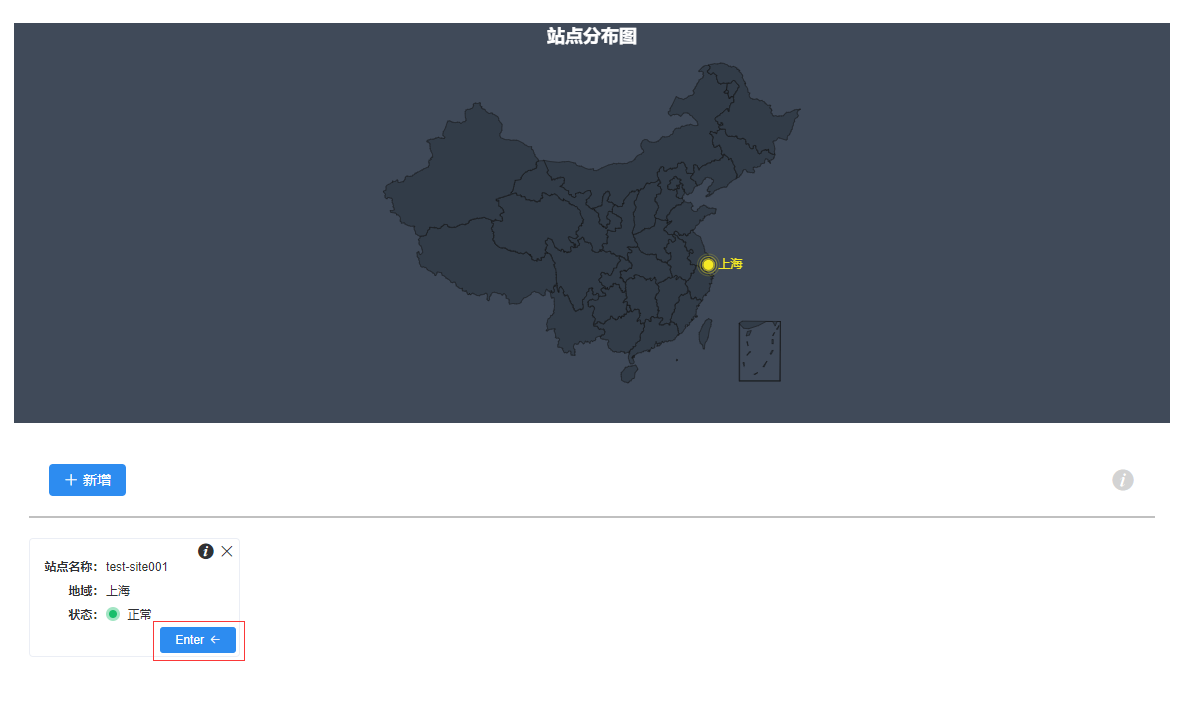 站点分布图
上海
新增
站点名称: test-site001
地域: 上海
状态: 正常
Enter